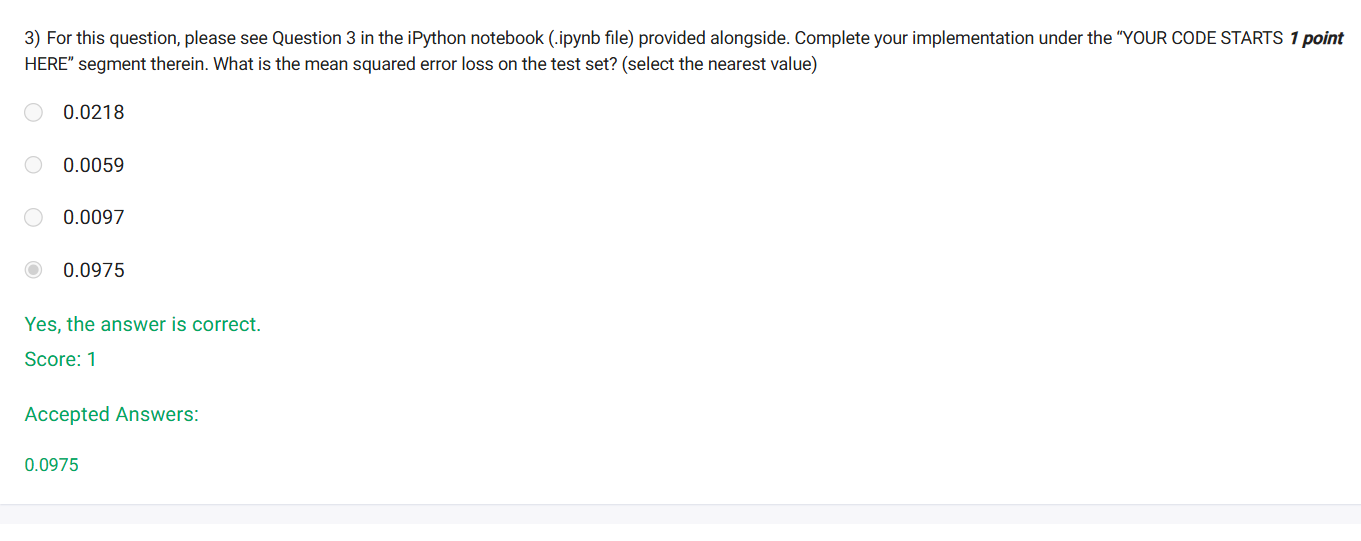 3) For this question, please see Question 3 in the iPython notebook (.ipynb file) provided alongside. Complete your implementation under the “YOUR CODE STARTS 1 point
HERE” segment therein. What is the mean squared error loss on the test set? (select the nearest value)
0.0218
0.0059
0.0097
0.0975
Yes, the answer is correct.
Score: 1
Accepted Answers:
0.0975